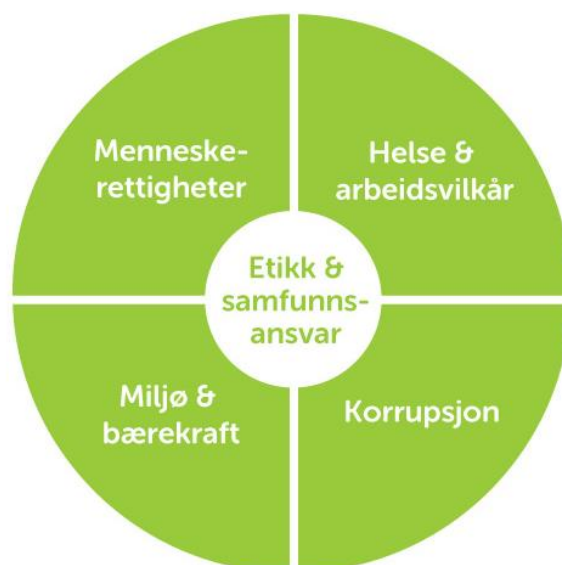 Menneske-
rettigheter
Helse &
arbeidsvilkår
Etikk &
samfunns-
ansvar
Miljø &
bærekraft
Korrupsjon